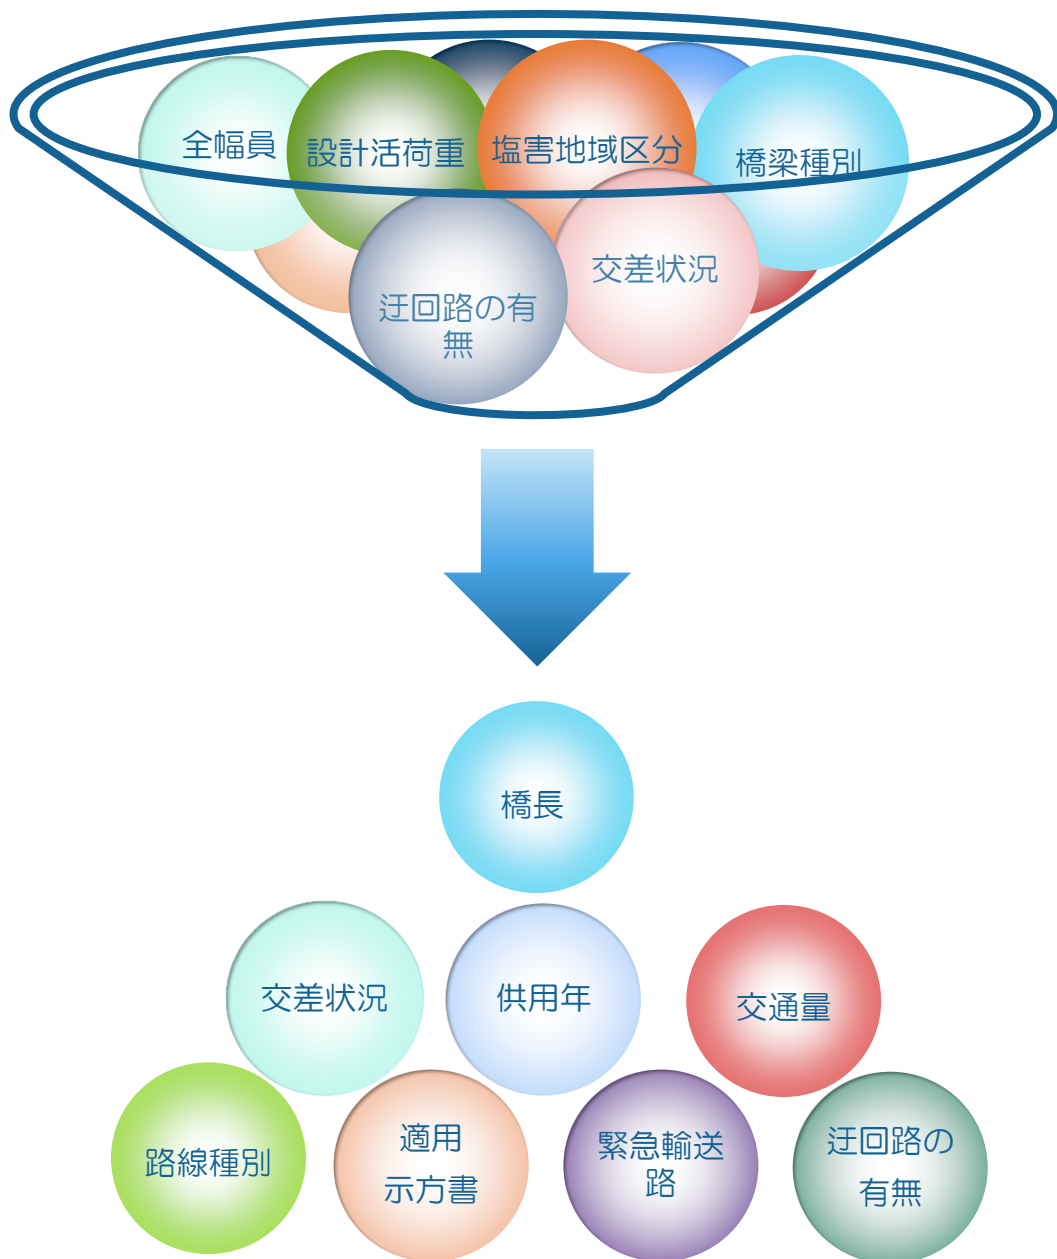 全幅員
設計活荷重
塩害地域区分
橋梁種別
交差状況
迂回路の有
無
橋長
交差状況
供用年
交通量
路線種別
適用
示方書
緊急輸送
路
迂回路の
有無